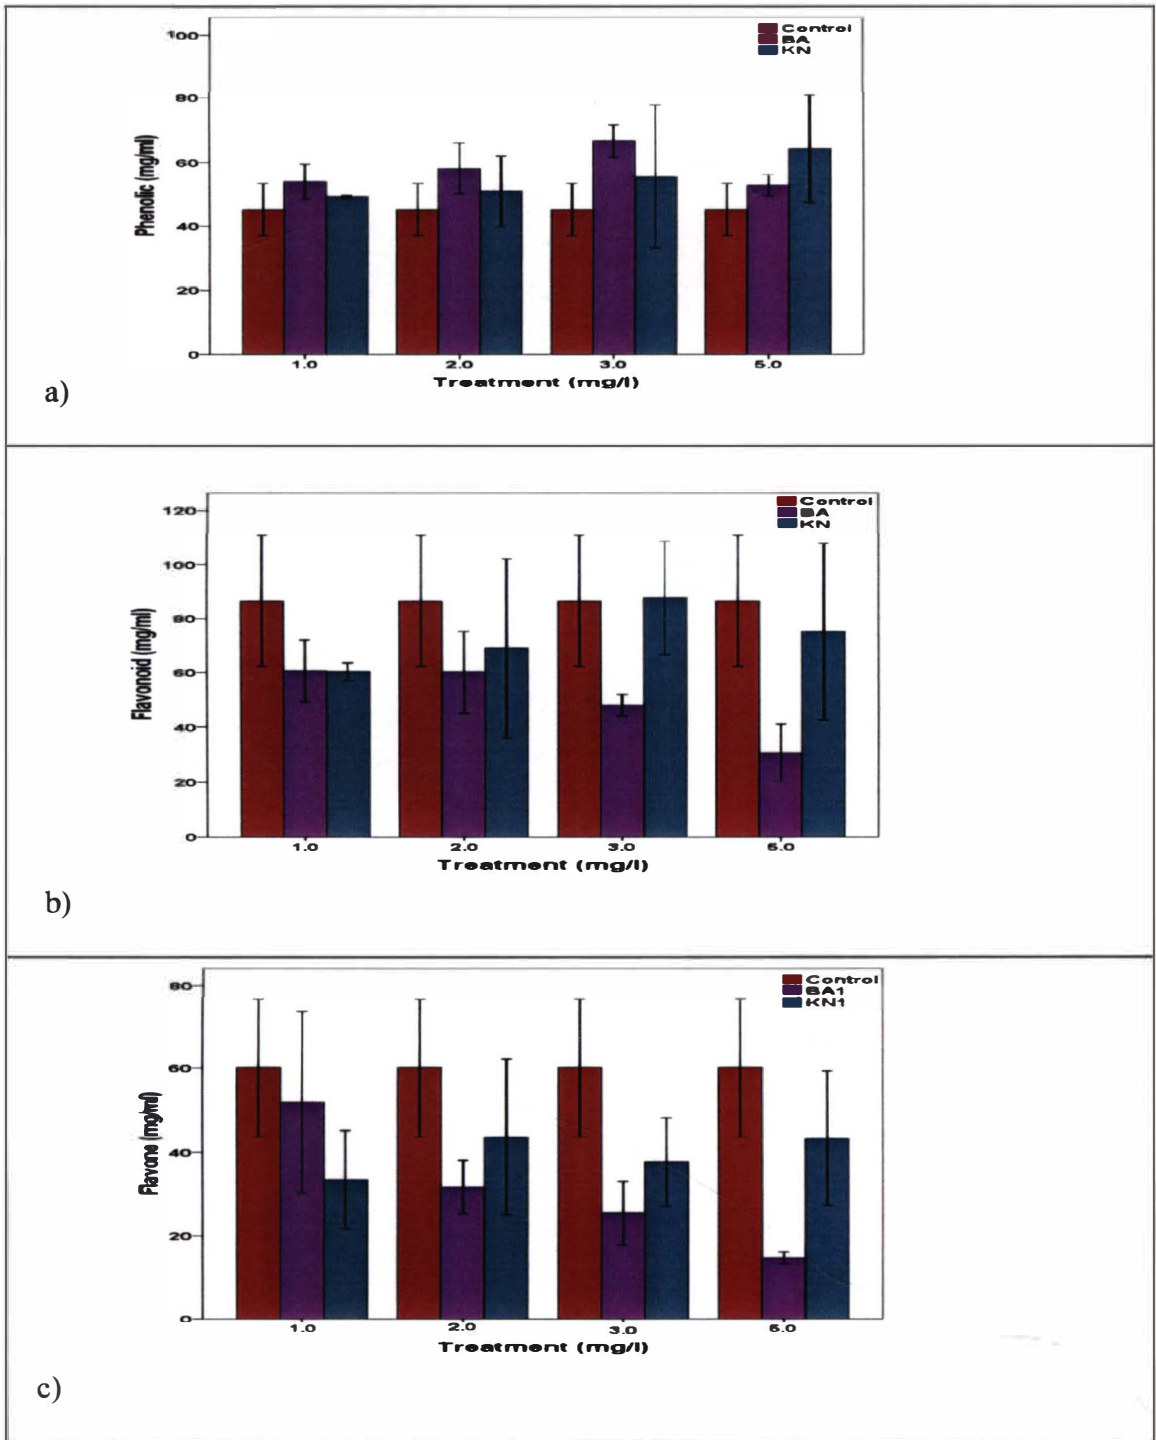 100
80
60
40
20
0
Phenolic (mg/ml)
Control
BA
KN
1.0 2.0 3.0 5.0
Treatment (mg/l)
a)
120
100
80
60
40
20
0
Flavonoid (mg/ml)
Control
BA
KN
1.0 2.0 3.0 5.0
Treatment (mg/l)
b)
80
60
40
20
0
Flavone (mg/ml)
Control
BA1
KN1
1.0 2.0 3.0 5.0
Treatment (mg/l)
c)